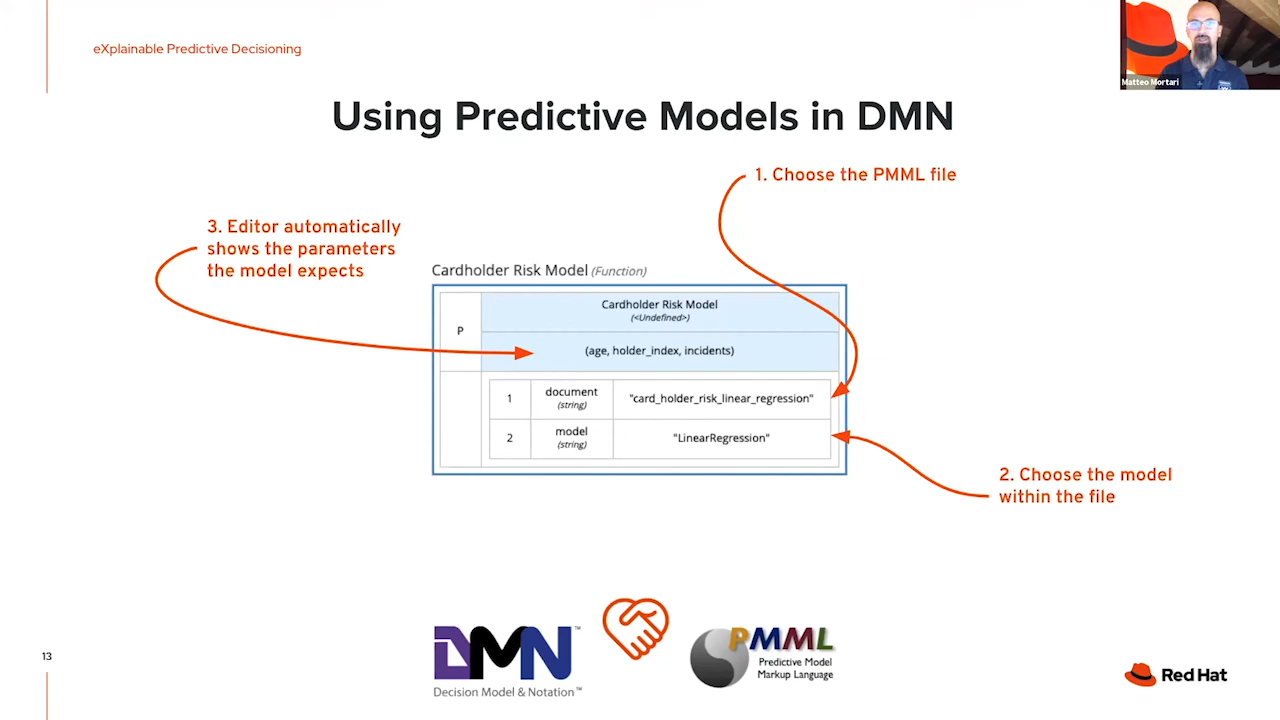 eXplainable Predictive Decisioning
Matteo Mortari
Using Predictive Models in DMN
1. Choose the PMML file
3. Editor automatically
shows the parameters
the model expects
Cardholder Risk Model (Function)
P
Cardholder Risk Model
(<Undefined>)
(age, holder_index, incidents)
1
document
(string)
"card_holder_risk_linear_regression"
2
model
(string)
"LinearRegression"
2. Choose the model
within the file
DMN™
Decision Model & Notation™
PMML
Predictive Model
Markup Language
13
Red Hat